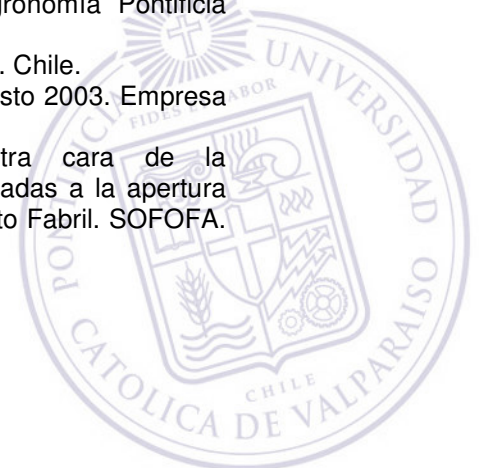 gronomía Pontificia
. Chile.
sto 2003. Empresa
tra cara de la
adas a la apertura
to Fabril. SOFOFA.
PONTIFICIA UNIVERSIDAD
CATOLICA DE VALPARAISO
FIDES ET LABOR
CHILE